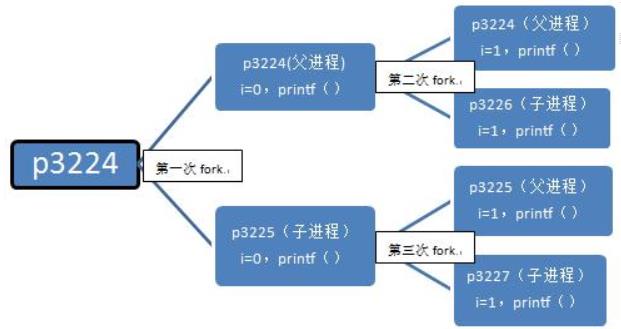 p3224
第一次 fork.
p3224(父进程)
i=0，printf（）
第二次 fork.
p3224（父进程）
i=1，printf（）
p3226（子进程）
i=1，printf（）
p3225（子进程）
i=0，printf（）
第三次 fork.
p3225（父进程）
i=1，printf（）
p3227（子进程）
i=1，printf（）